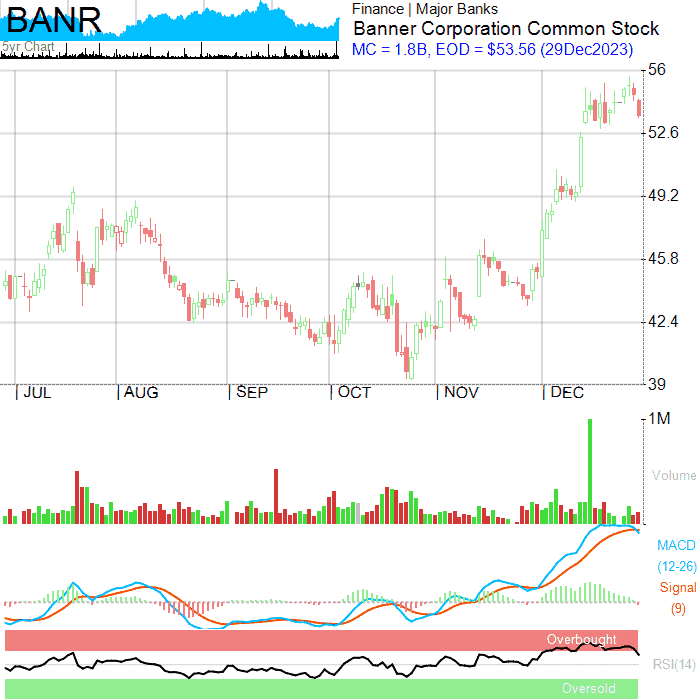 BANR
5yr Chart
Finance | Major Banks
Banner Corporation Common Stock
MC = 1.8B, EOD = $53.56 (29Dec2023)
56
52.6
49.2
45.8
42.4
39
JUL AUG SEP OCT NOV DEC
1M
Volume
MACD
(12-26)
Signal
(9)
Overbought
RSI(14)
Oversold